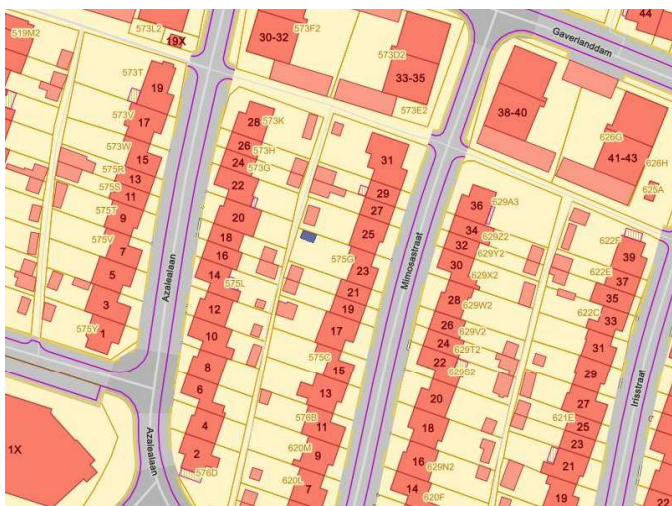 573L2
573F2
44
519M2
19X
30-32
573D2
Gaverlanddam
573T
33-35
19
573E2
38-40
573V
17
28
573K
626G
573W
26
573H
41-43
626H
15
24
573G
31
575R
13
22
625A
575S
11
29
36
629A3
575T
9
20
27
34
629Z2
622F
18
25
32
629Y2
39
575V
7
16
575G
30
622E
5
14
575L
23
629X2
37
Azalealaan
21
Mimosastraat
28
35
3
12
19
629W2
622C
33
575Y
1
10
17
26
629V2
31
24
629T2
8
575C
22
629S2
29
15
6
13
20
27
Irisstraat
4
576B
11
18
621E
25
1X
Azalealaan
620M
9
23
2
16
629N2
21
576D
620L
7
14
620F
19
22